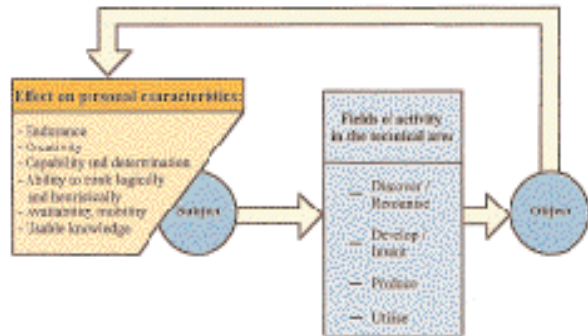 Effect on personal characteristics:
- Endurance
- Creativity
- Capability and determination
- Ability to think logically
and heuristically
- Availability, mobility
- Usable knowledge
Subject
Fields of activity
in the technical area
— Discover /
Recognise
— Develop /
Invent
— Produce
— Utilise
Object